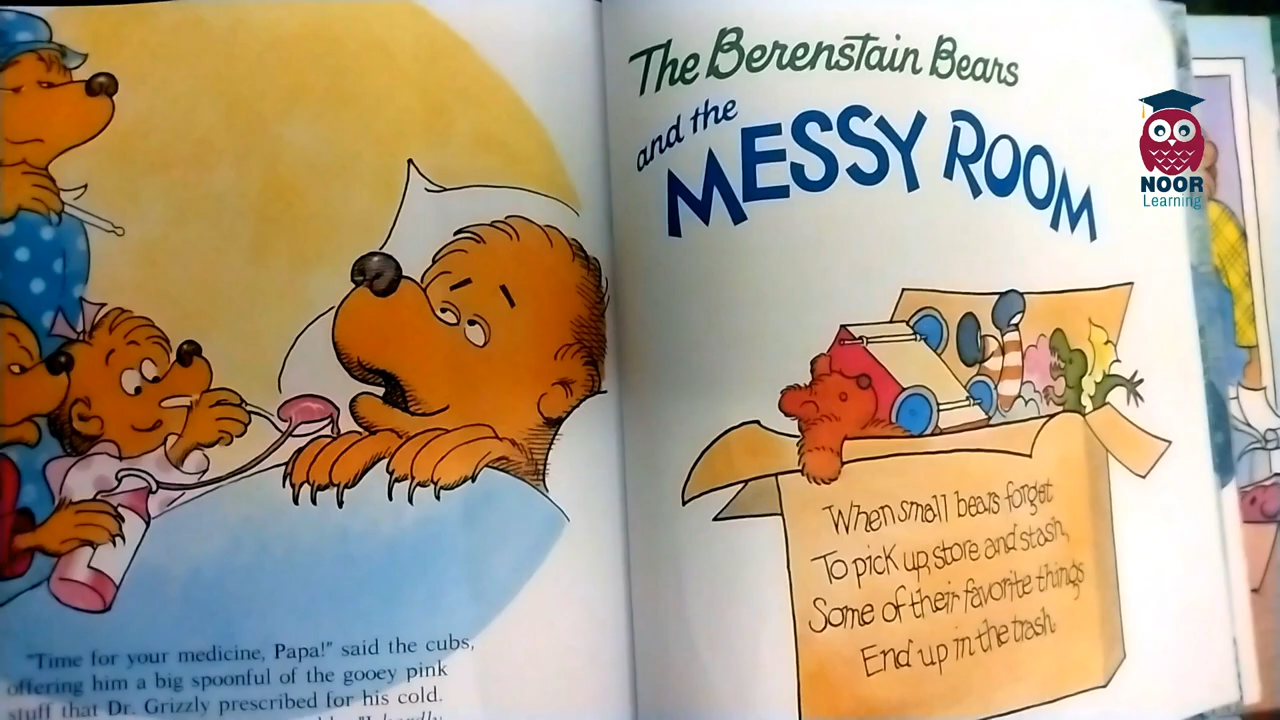 "Time for your medicine, Papa!" said the cubs,
offering him a big spoonful of the gooey pink
stuff that Dr. Grizzly prescribed for his cold.
The Berenstain Bears
and the
MESSY ROOM
When small bears forget
To pick up, store and stash,
Some of their favorite things
End up in the trash.
NOOR
Learning